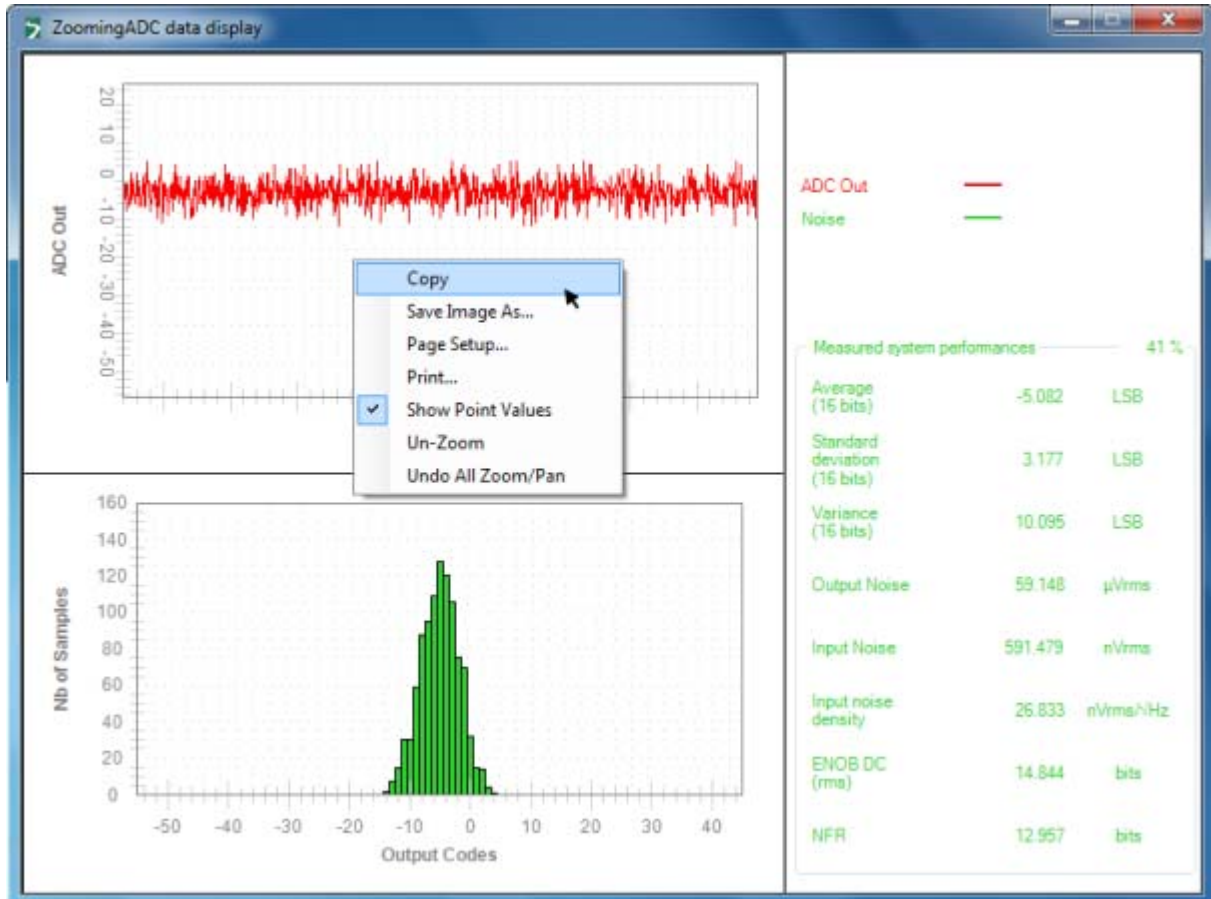 ZoomingADC data display
20
10
0
-10
-20
-30
-40
-50
ADC Out
Copy
Save Image As...
Page Setup...
Print...
Show Point Values
Un-Zoom
Undo All Zoom/Pan
160
140
120
100
80
60
40
20
0
Nb of Samples
-50 -40 -30 -20 -10 0 10 20 30 40
Output Codes
ADC Out
Noise
Measured system performances 41 %
Average
(16 bits) -5.082 LSB
Standard
deviation
(16 bits) 3.177 LSB
Variance
(16 bits) 10.095 LSB
Output Noise 59.148 µVrms
Input Noise 591.479 nVrms
Input noise
density 26.833 nVrms/√Hz
ENOB DC
(rms) 14.844 bits
NFR 12.957 bits